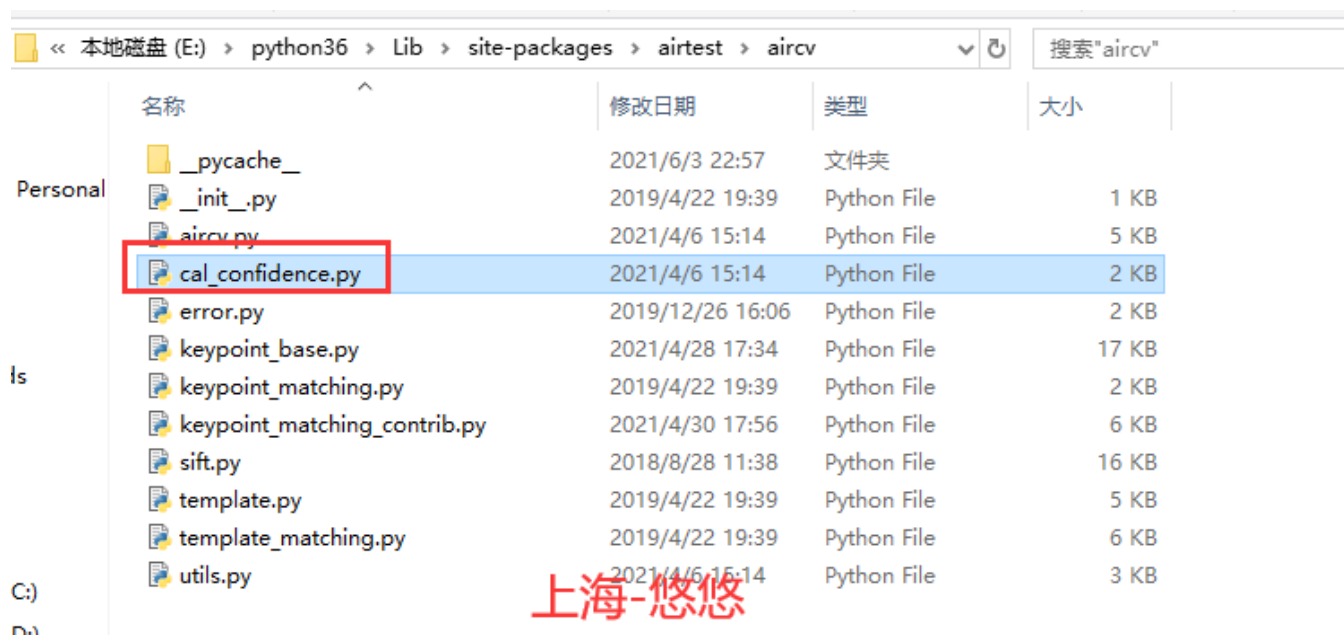 « 本地磁盘 (E:) › python36 › Lib › site-packages › airtest › aircv 搜索"aircv"
名称 修改日期 类型 大小
__pycache__ 2021/6/3 22:57 文件夹
Personal
__init__.py 2019/4/22 19:39 Python File 1 KB
aircv.py 2021/4/6 15:14 Python File 5 KB
cal_confidence.py 2021/4/6 15:14 Python File 2 KB
error.py 2019/12/26 16:06 Python File 2 KB
keypoint_base.py 2021/4/28 17:34 Python File 17 KB
ls
keypoint_matching.py 2019/4/22 19:39 Python File 2 KB
keypoint_matching_contrib.py 2021/4/30 17:56 Python File 6 KB
sift.py 2018/8/28 11:38 Python File 16 KB
template.py 2019/4/22 19:39 Python File 5 KB
template_matching.py 2019/4/22 19:39 Python File 6 KB
utils.py 2021/4/6 15:14 Python File 3 KB
C:)
上海-悠悠
D:)